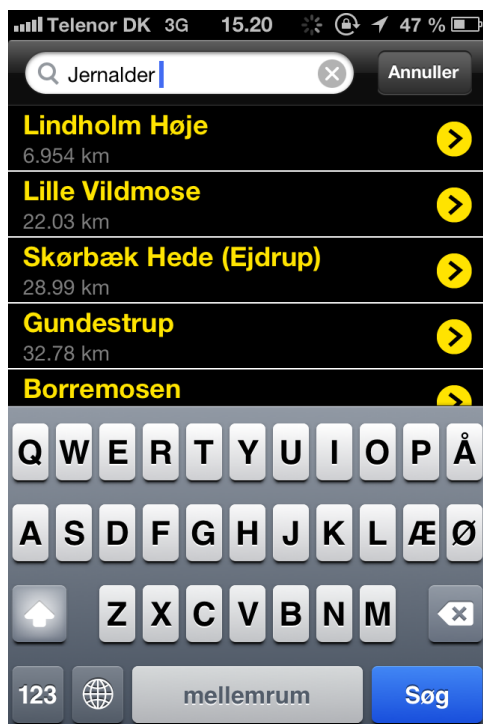 Telenor DK 3G 15.20 47 %
Jernalder Annuller
Lindholm Høje
6.954 km
Lille Vildmose
22.03 km
Skørbæk Hede (Ejdrup)
28.99 km
Gundestrup
32.78 km
Borremosen
Q W E R T Y U I O P Å
A S D F G H J K L Æ Ø
Z X C V B N M
123 mellemrum Søg